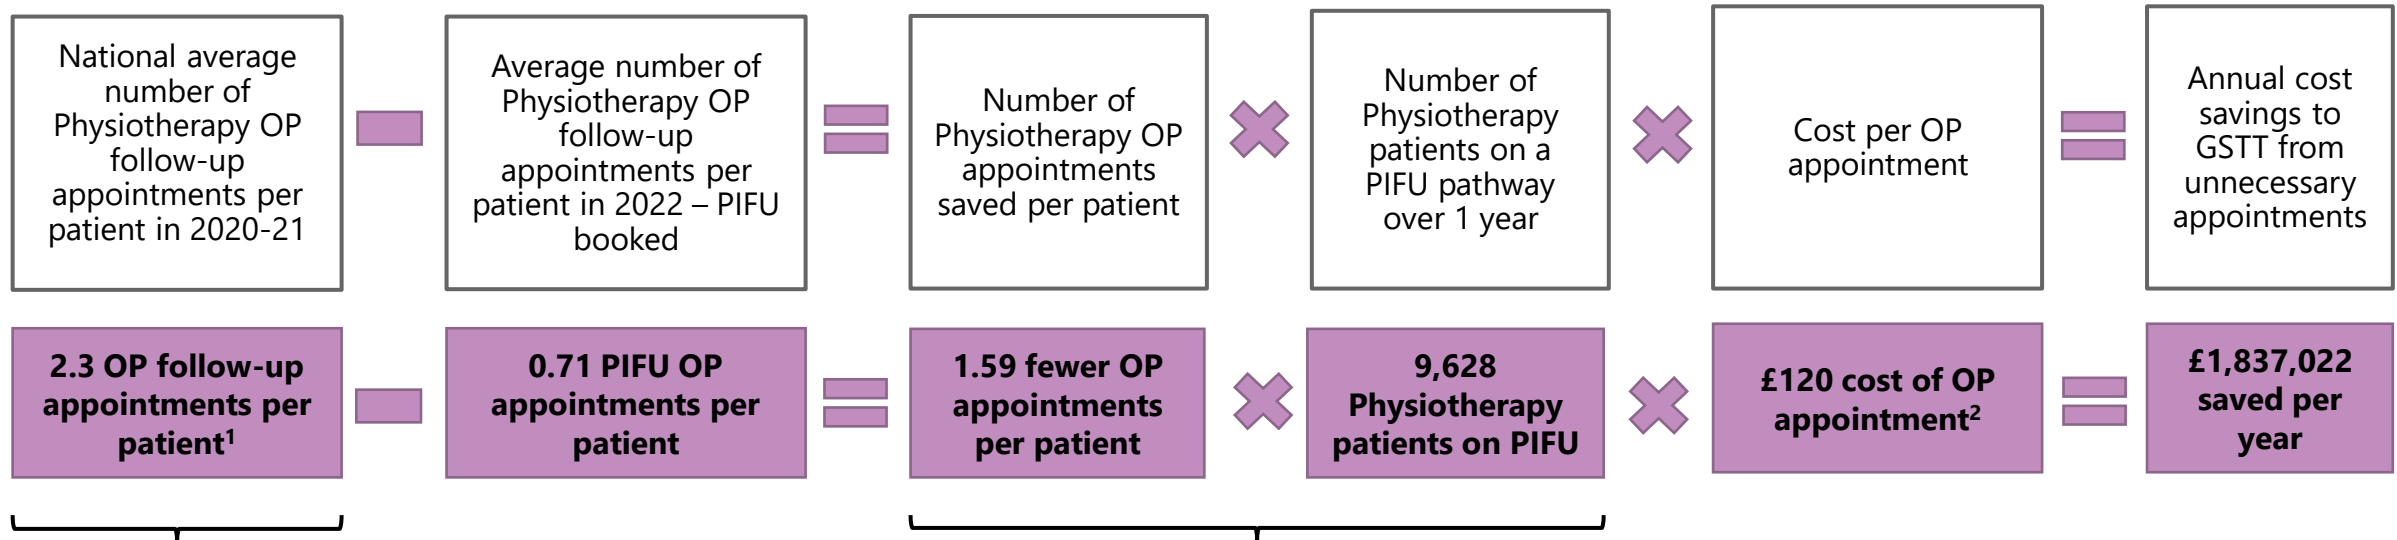 National average
number of
Physiotherapy OP
follow-up
appointments per
patient in 2020-21
Average number of
Physiotherapy OP
follow-up
appointments per
patient in 2022 – PIFU
booked
Number of
Physiotherapy OP
appointments
saved per patient
Number of
Physiotherapy
patients on a
PIFU pathway
over 1 year
Cost per OP
appointment
Annual cost
savings to
GSTT from
unnecessary
appointments
2.3 OP follow-up
appointments per
patient¹
0.71 PIFU OP
appointments per
patient
1.59 fewer OP
appointments
per patient
9,628
Physiotherapy
patients on PIFU
£120 cost of OP
appointment²
£1,837,022
saved per
year